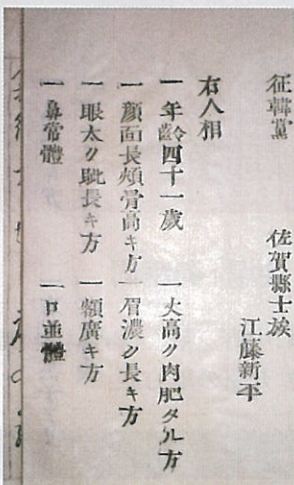 征韓黨
佐賀縣士族
江藤新平
右人相
一年齢四十一歳 一丈高ク肉肥タル方
一顔面長頬骨高キ方 一眉濃ク長キ方
一眼太ク眦長キ方 一額廣キ方
一鼻常體 一口並體